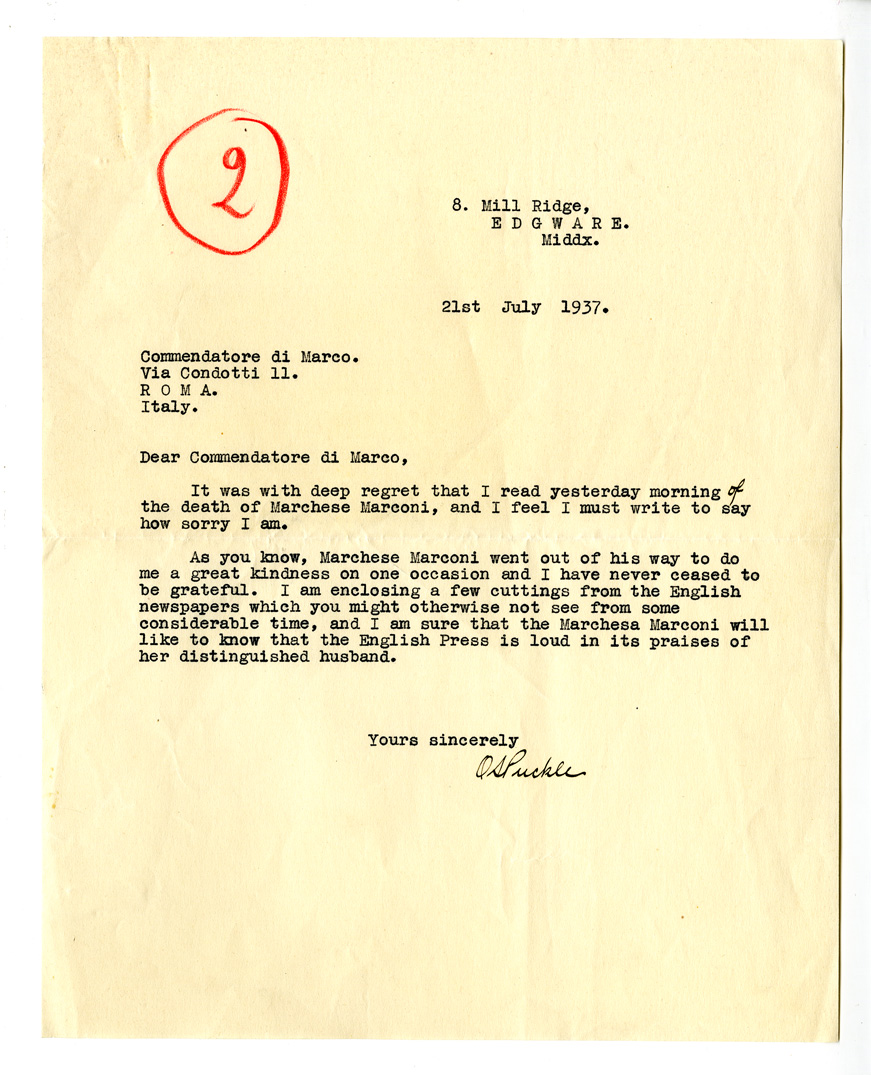 2
8. Mill Ridge,
E D G W A R E.
Middx.
21st July 1937.
Commendatore di Marco.
Via Condotti 11.
R O M A.
Italy.
Dear Commendatore di Marco,
It was with deep regret that I read yesterday morning of
the death of Marchese Marconi, and I feel I must write to say
how sorry I am.
As you know, Marchese Marconi went out of his way to do
me a great kindness on one occasion and I have never ceased to
be grateful. I am enclosing a few cuttings from the English
newspapers which you might otherwise not see from some
considerable time, and I am sure that the Marchesa Marconi will
like to know that the English Press is loud in its praises of
her distinguished husband.
Yours sincerely
OSPuckle